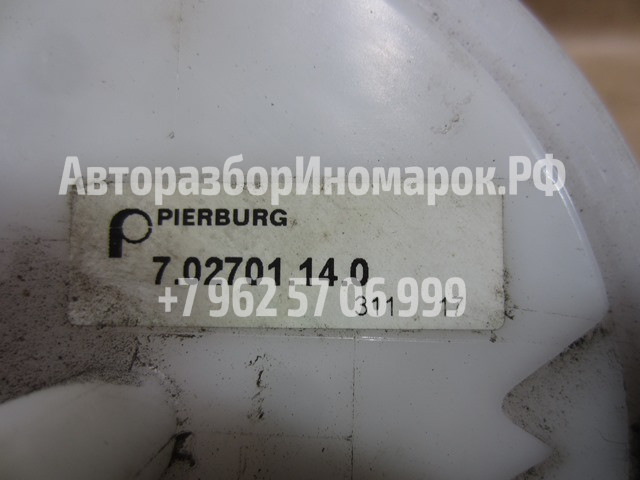 АвторазборИномарок.РФ
PIERBURG
7.02701.14.0
+7 962 57 06 999
311 17